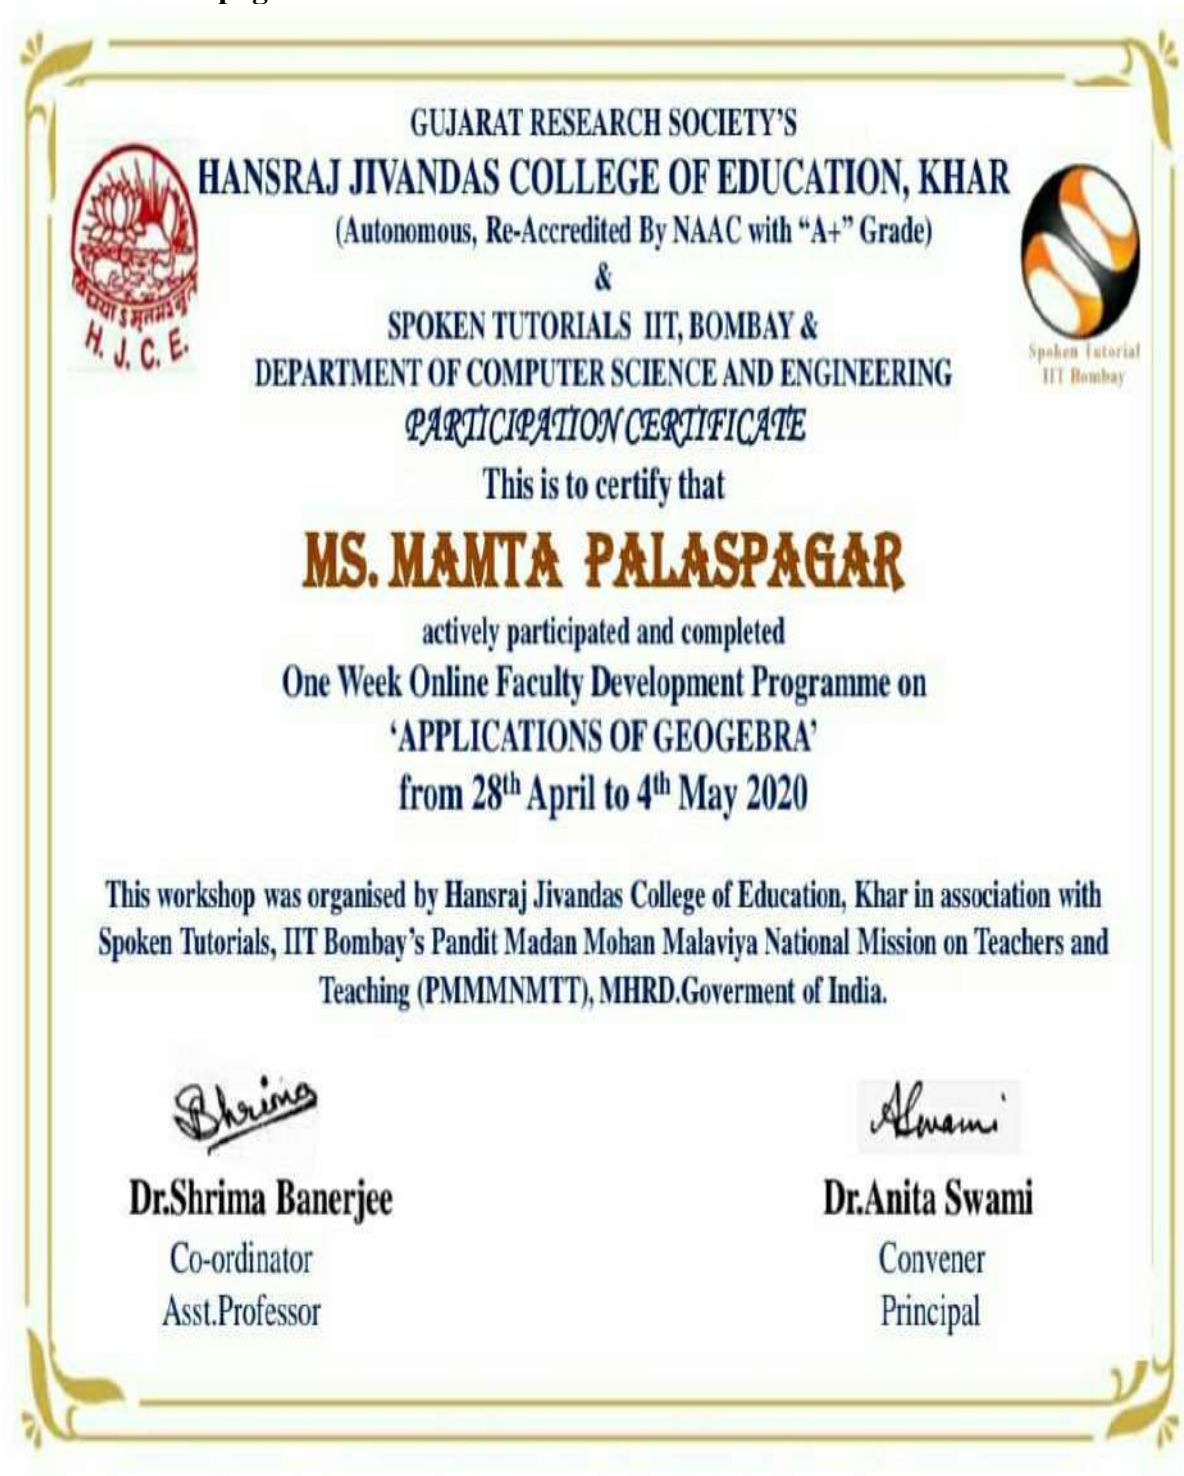 GUJARAT RESEARCH SOCIETY'S
HANSRAJ JIVANDAS COLLEGE OF EDUCATION, KHAR
(Autonomous, Re-Accredited By NAAC with “A+” Grade)
&
SPOKEN TUTORIALS IIT, BOMBAY &
DEPARTMENT OF COMPUTER SCIENCE AND ENGINEERING
H. J. C. E.
Spoken Tutorial
IIT Bombay
PARTICIPATION CERTIFICATE
This is to certify that
MS. MAMTA PALASPAGAR
actively participated and completed
One Week Online Faculty Development Programme on
‘APPLICATIONS OF GEOGEBRA’
from 28th April to 4th May 2020
This workshop was organised by Hansraj Jivandas College of Education, Khar in association with
Spoken Tutorials, IIT Bombay’s Pandit Madan Mohan Malaviya National Mission on Teachers and
Teaching (PMMMNMTT), MHRD.Goverment of India.
Dr.Shrima Banerjee
Co-ordinator
Asst.Professor
Dr.Anita Swami
Convener
Principal